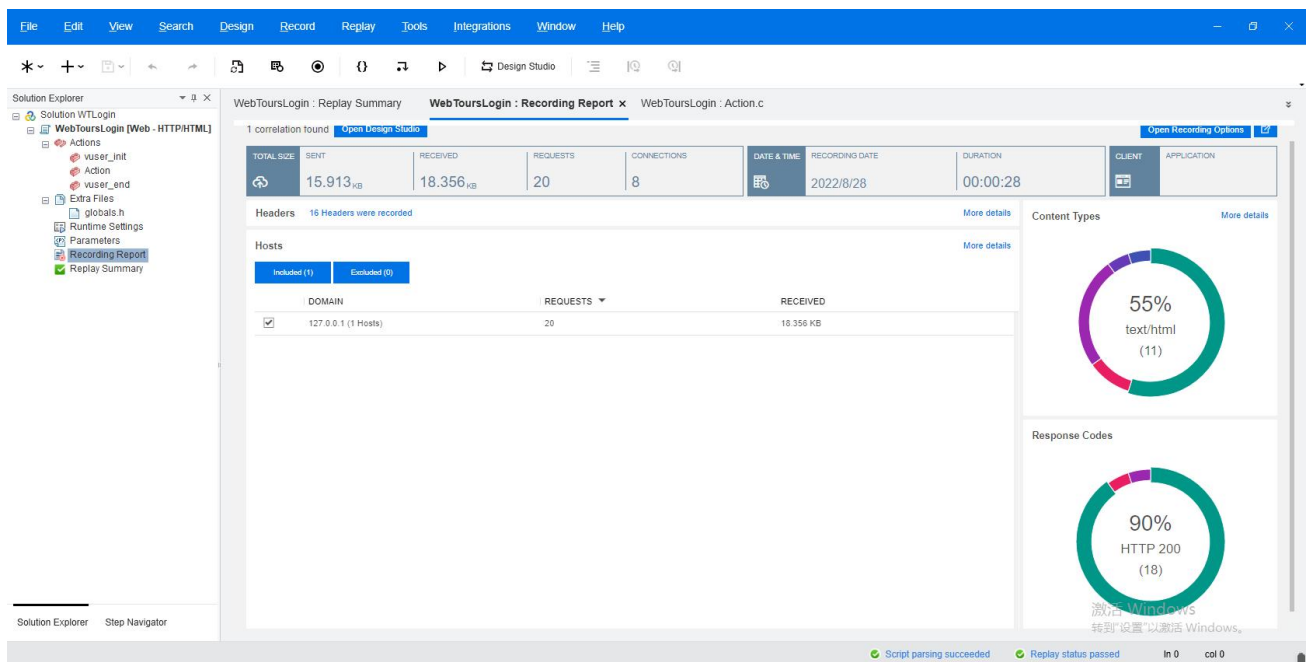 File Edit View Search Design Record Replay Tools Integrations Window Help
Design Studio
Solution Explorer
WebToursLogin : Replay Summary WebToursLogin : Recording Report × WebToursLogin : Action.c
Solution WTLogin
WebToursLogin [Web - HTTP/HTML]
Actions
vuser_init
Action
vuser_end
Extra Files
globals.h
Runtime Settings
Parameters
Recording Report
Replay Summary
1 correlation found Open Design Studio Open Recording Options
TOTAL SIZE SENT RECEIVED REQUESTS CONNECTIONS DATE & TIME RECORDING DATE DURATION CLIENT APPLICATION
15.913 KB 18.356 KB 20 8 2022/8/28 00:00:28
Headers 16 Headers were recorded More details
Hosts More details
Included (1) Excluded (0)
DOMAIN REQUESTS RECEIVED
127.0.0.1 (1 Hosts) 20 18.356 KB
Content Types More details
55%
text/html
(11)
Response Codes
90%
HTTP 200
(18)
激活 Windows
转到"设置"以激活 Windows。
Solution Explorer Step Navigator
Script parsing succeeded Replay status passed ln 0 col 0